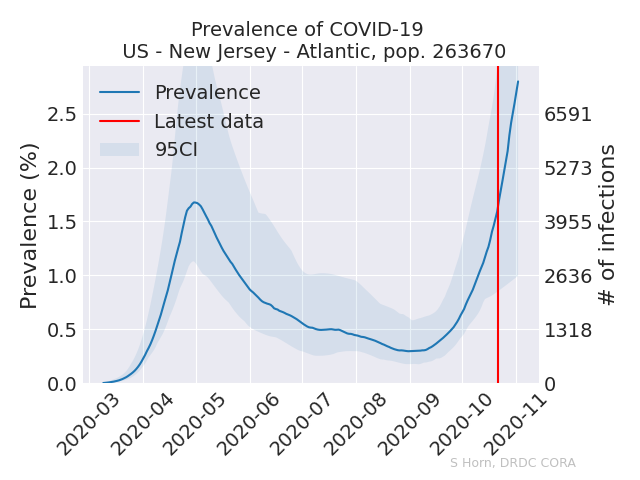 Prevalence of COVID-19
US - New Jersey - Atlantic, pop. 263670
Prevalence
Latest data
95CI
Prevalence (%)
2.5
2.0
1.5
1.0
0.5
0.0
6591
5273
3955
2636
1318
0
# of infections
2020-03
2020-04
2020-05
2020-06
2020-07
2020-08
2020-09
2020-10
2020-11
S Horn, DRDC CORA